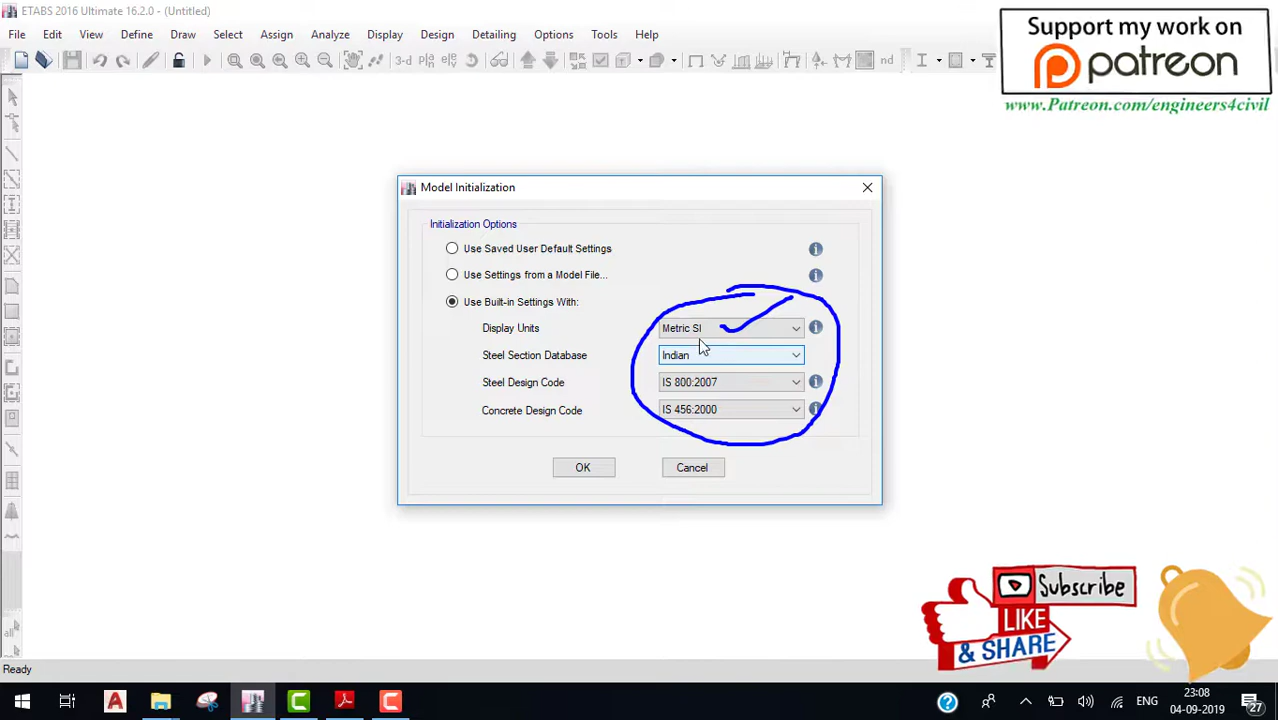 ETABS 2016 Ultimate 16.2.0 - (Untitled)
File Edit View Define Draw Select Assign Analyze Display Design Detailing Options Tools Help
3-d
nd
Support my work on
patreon
www.Patreon.com/engineers4civil
Model Initialization
Initialization Options
Use Saved User Default Settings
Use Settings from a Model File...
Use Built-in Settings With:
Display Units Metric SI
Steel Section Database Indian
Steel Design Code IS 800:2007
Concrete Design Code IS 456:2000
OK Cancel
Subscribe
LIKE
& SHARE
all
Ready
ENG
23:08
04-09-2019
27